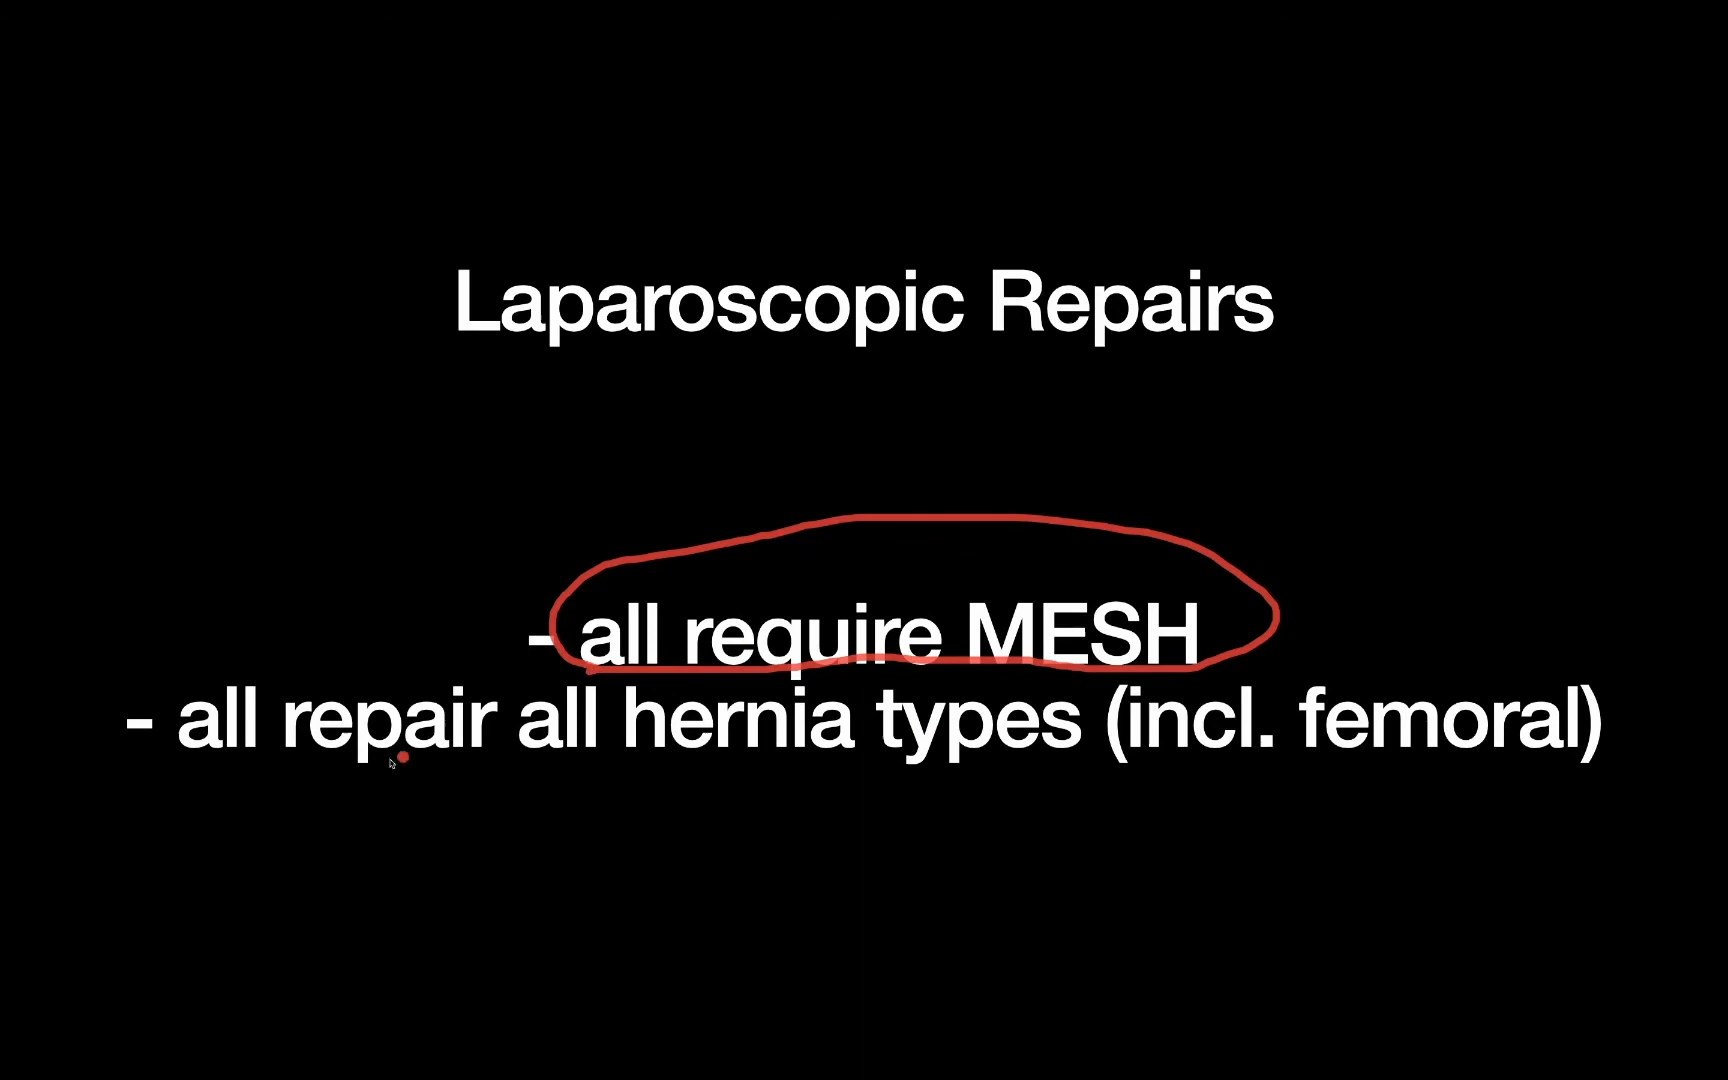 Laparoscopic Repairs
- all require MESH
- all repair all hernia types (incl. femoral)